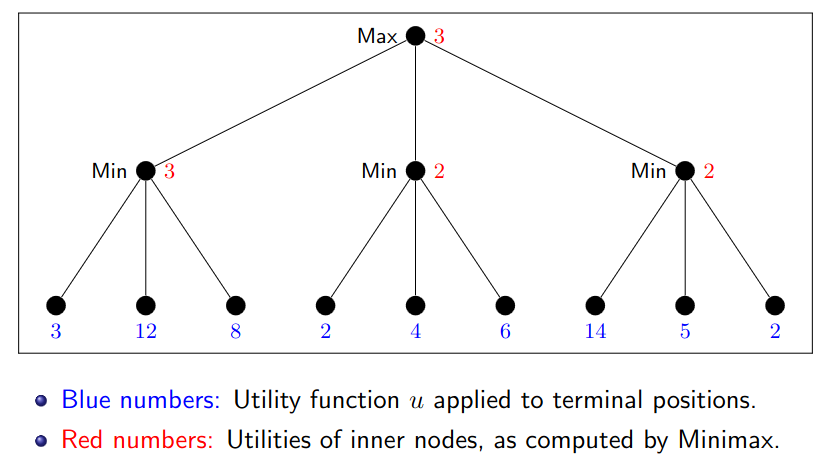 Max 3
Min 3 Min 2 Min 2
3 12 8 2 4 6 14 5 2
Blue numbers: Utility function u applied to terminal positions.
Red numbers: Utilities of inner nodes, as computed by Minimax.